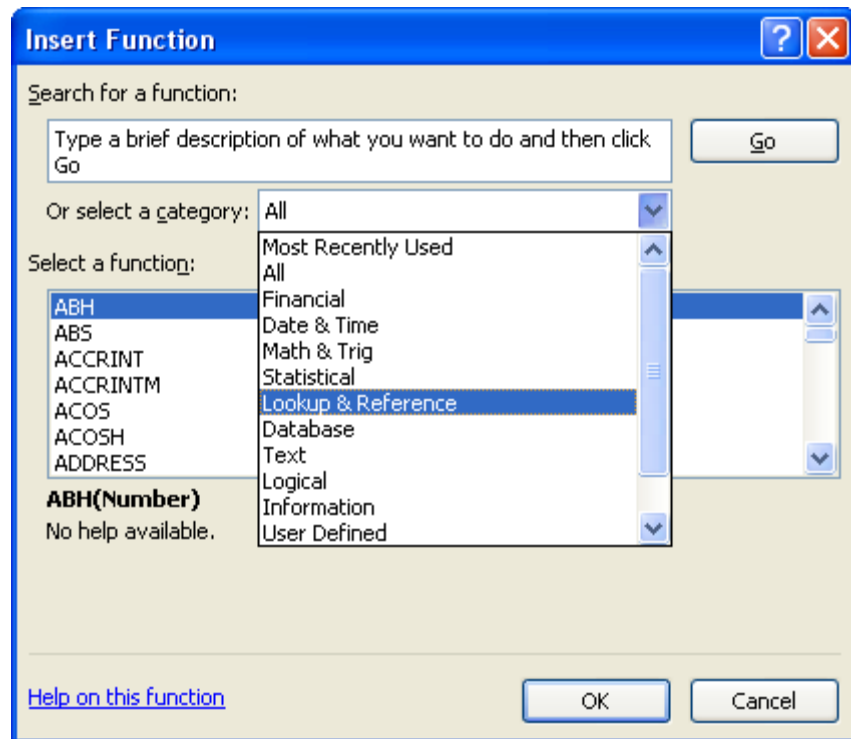 Insert Function
Search for a function:
Type a brief description of what you want to do and then click
Go
Go
Or select a category: All
Most Recently Used
All
Financial
Date & Time
Math & Trig
Statistical
Lookup & Reference
Database
Text
Logical
Information
User Defined
Select a function:
ABH
ABS
ACCRINT
ACCRINTM
ACOS
ACOSH
ADDRESS
ABH(Number)
No help available.
Help on this function
OK
Cancel